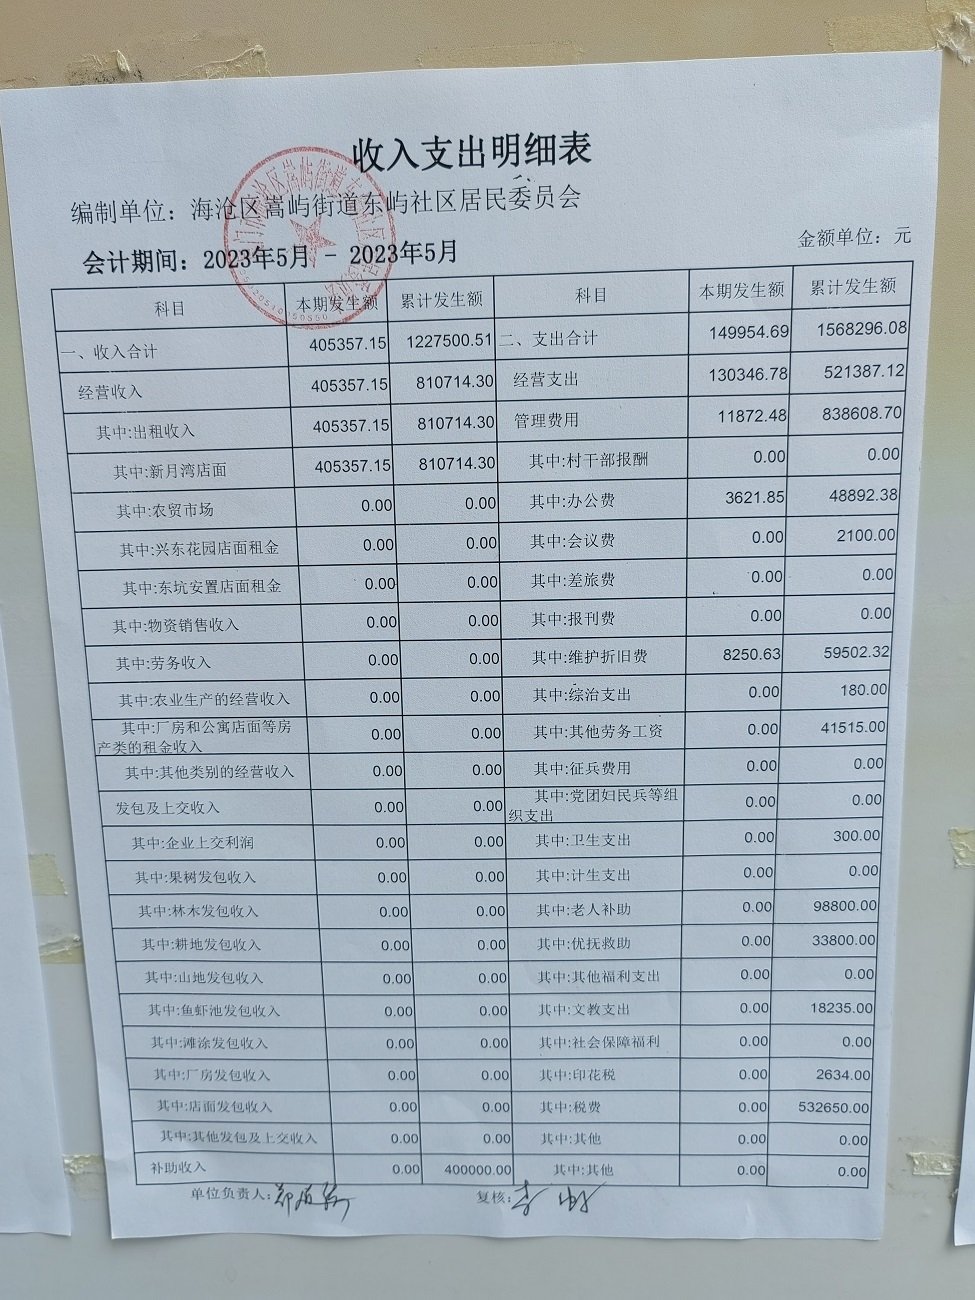 收入支出明细表
编制单位：海沧区嵩屿街道东屿社区居民委员会
会计期间：2023年5月 - 2023年5月 金额单位：元
科目 本期发生额 累计发生额 科目 本期发生额 累计发生额
一、收入合计 405357.15 1227500.51 二、支出合计 149954.69 1568296.08
经营收入 405357.15 810714.30 经营支出 130346.78 521387.12
其中:出租收入 405357.15 810714.30 管理费用 11872.48 838608.70
其中:新月湾店面 405357.15 810714.30 其中:村干部报酬 0.00 0.00
其中:农贸市场 0.00 0.00 其中:办公费 3621.85 48892.38
其中:兴东花园店面租金 0.00 0.00 其中:会议费 0.00 2100.00
其中:东坑安置店面租金 0.00 0.00 其中:差旅费 0.00 0.00
其中:物资销售收入 0.00 0.00 其中:报刊费 0.00 0.00
其中:劳务收入 0.00 0.00 其中:维护折旧费 8250.63 59502.32
其中:农业生产的经营收入 0.00 0.00 其中:综治支出 0.00 180.00
其中:厂房和公寓店面等房
产类的租金收入 0.00 0.00 其中:其他劳务工资 0.00 41515.00
其中:其他类别的经营收入 0.00 0.00 其中:征兵费用 0.00 0.00
发包及上交收入 0.00 0.00 其中:党团妇民兵等组
织支出 0.00 0.00
其中:企业上交利润 0.00 0.00 其中:卫生支出 0.00 300.00
其中:果树发包收入 0.00 0.00 其中:计生支出 0.00 0.00
其中:林木发包收入 0.00 0.00 其中:老人补助 0.00 98800.00
其中:耕地发包收入 0.00 0.00 其中:优抚救助 0.00 33800.00
其中:山地发包收入 0.00 0.00 其中:其他福利支出 0.00 0.00
其中:鱼虾池发包收入 0.00 0.00 其中:文教支出 0.00 18235.00
其中:滩涂发包收入 0.00 0.00 其中:社会保障福利 0.00 0.00
其中:厂房发包收入 0.00 0.00 其中:印花税 0.00 2634.00
其中:店面发包收入 0.00 0.00 其中:税费 0.00 532650.00
其中:其他发包及上交收入 0.00 0.00 其中:其他 0.00 0.00
补助收入 0.00 400000.00 其中:其他 0.00 0.00
单位负责人: 复核: